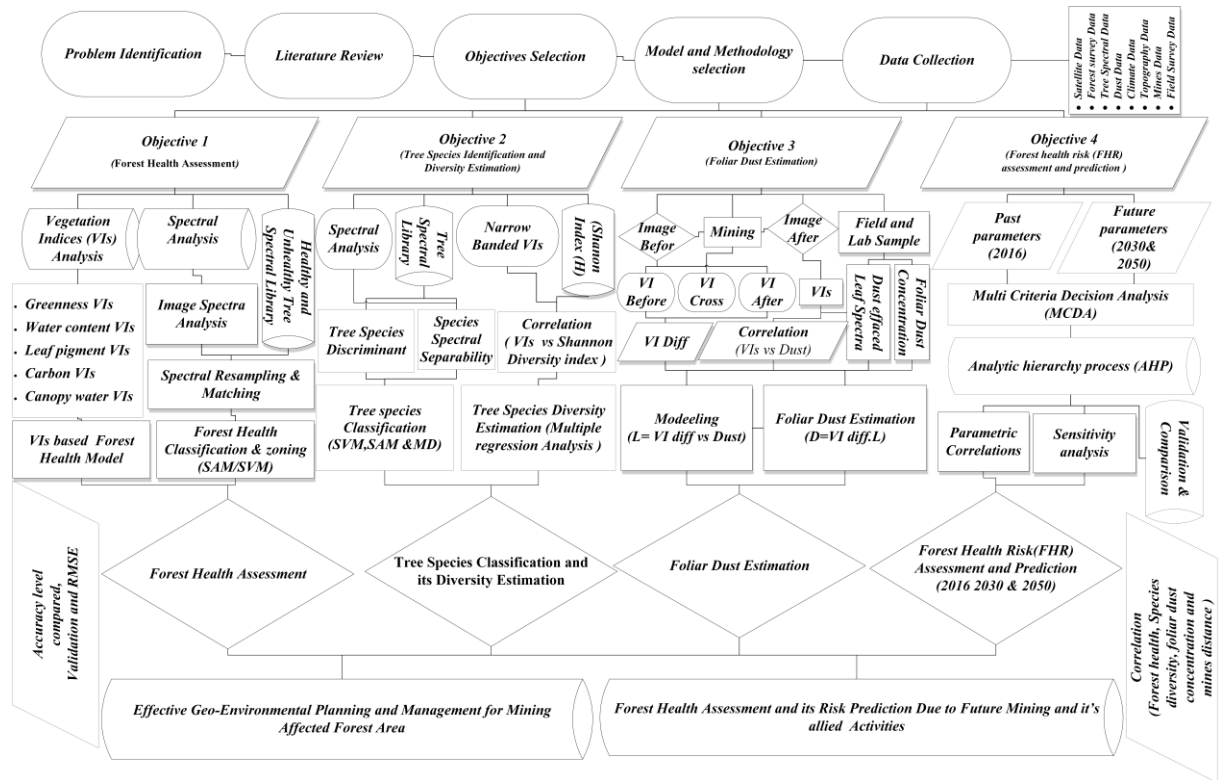 Problem Identification
Literature Review
Objectives Selection
Model and Methodology
selection
Data Collection
• Satellite Data
• Forest survey Data
• Tree Spectral Data
• Dust Data
• Climate Data
• Topography Data
• Mines Data
• Field Survey Data
Objective 1
(Forest Health Assessment)
Objective 2
(Tree Species Identification and
Diversity Estimation)
Objective 3
(Foliar Dust Estimation)
Objective 4
(Forest health risk (FHR)
assessment and prediction )
Vegetation
Indices (VIs)
Analysis
Spectral
Analysis
Healthy and
Unhealthy Tree
Spectral Library
Spectral
Analysis
Tree
Spectral
Library
Narrow
Banded VIs
(Shanon
Index (H)
Image
Befor
Mining
Image
After
Field and
Lab Sample
Past
parameters
(2016)
Future
parameters
(2030&
2050)
• Greenness VIs
• Water content VIs
• Leaf pigment VIs
• Carbon VIs
• Canopy water VIs
Image Spectra
Analysis
Spectral Resampling &
Matching
Tree Species
Discriminant
Species
Spectral
Separability
Correlation
( VIs vs Shannon
Diversity index )
VI
Before
VI
Cross
VI
After
VIs
Dust effaced
Leaf Spectra
Foliar Dust
Concentration
VI Diff
Correlation
(VIs vs Dust)
Multi Criteria Decision Analysis
(MCDA)
Analytic hierarchy process (AHP)
VIs based Forest
Health Model
Forest Health
Classification & zoning
(SAM/SVM)
Tree species
Classification
(SVM,SAM &MD)
Tree Species Diversity
Estimation (Multiple
regression Analysis )
Modeeling
(L= VI diff vs Dust)
Foliar Dust Estimation
(D=VI diff.L)
Parametric
Correlations
Sensitivity
analysis
Validation &
Comparison
Accuracy level
compared,
Validation and RMSE
Forest Health Assessment
Tree Species Classification and
its Diversity Estimation
Foliar Dust Estimation
Forest Health Risk(FHR)
Assessment and Prediction
(2016 2030 & 2050)
Correlation
(Forest health, Species
diversity, foliar dust
concentration and
mines distance )
Effective Geo-Environmental Planning and Management for Mining
Affected Forest Area
Forest Health Assessment and its Risk Prediction Due to Future Mining and it's
allied Activities